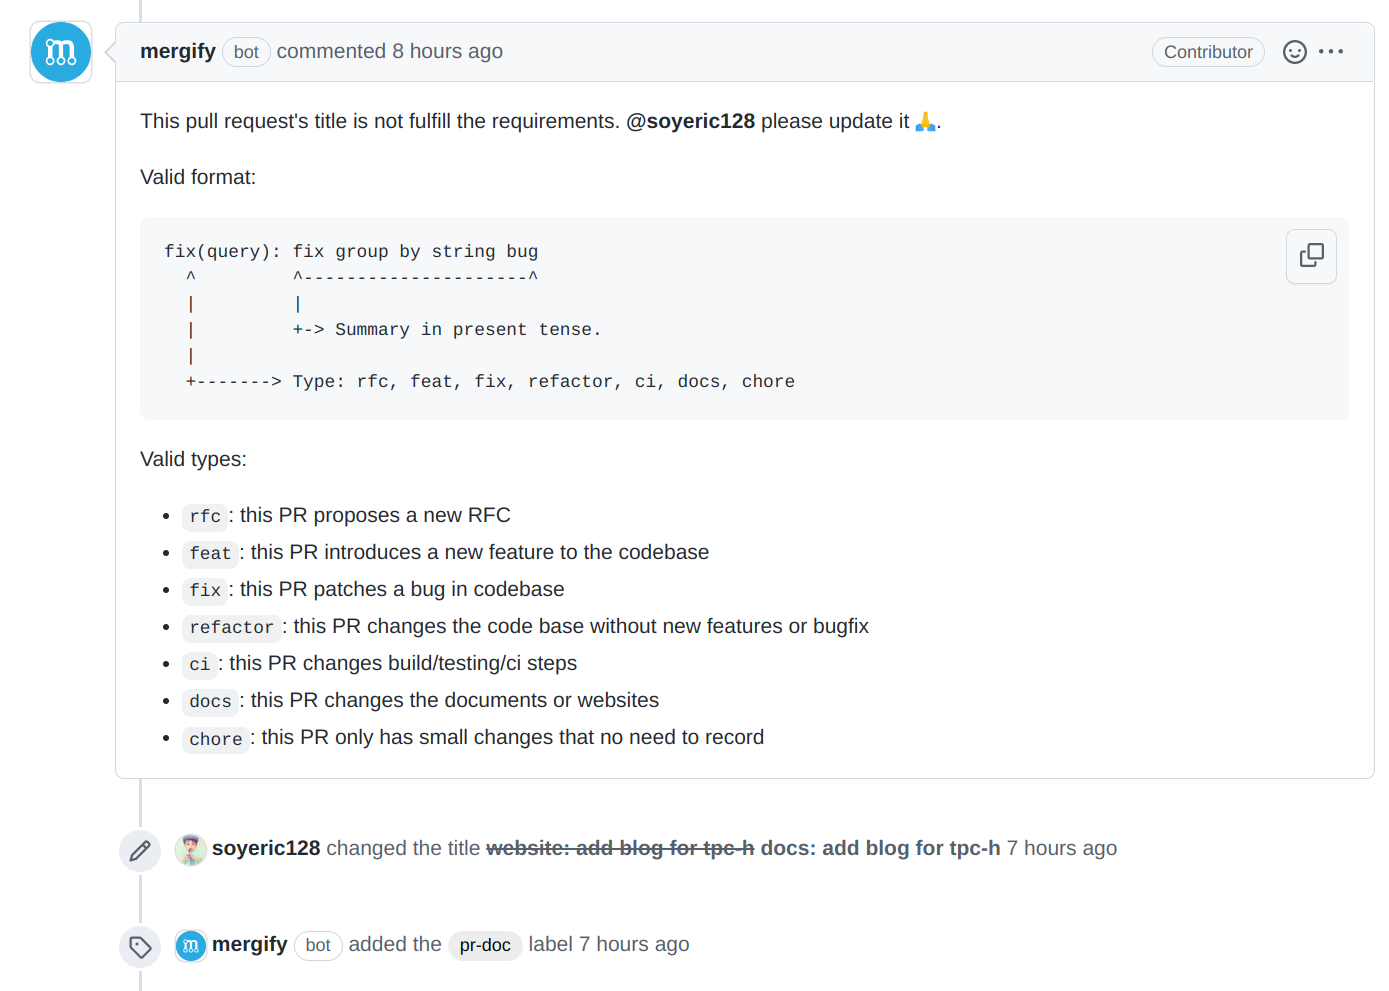 mergify bot commented 8 hours ago Contributor
This pull request's title is not fulfill the requirements. @soyeric128 please update it 🙏.
Valid format:
fix(query): fix group by string bug
  ^         ^---------------------^
  |         |
  |         +-> Summary in present tense.
  |
  +-------> Type: rfc, feat, fix, refactor, ci, docs, chore
Valid types:
• rfc: this PR proposes a new RFC
• feat: this PR introduces a new feature to the codebase
• fix: this PR patches a bug in codebase
• refactor: this PR changes the code base without new features or bugfix
• ci: this PR changes build/testing/ci steps
• docs: this PR changes the documents or websites
• chore: this PR only has small changes that no need to record
soyeric128 changed the title website: add blog for tpc-h docs: add blog for tpc-h 7 hours ago
mergify bot added the pr-doc label 7 hours ago